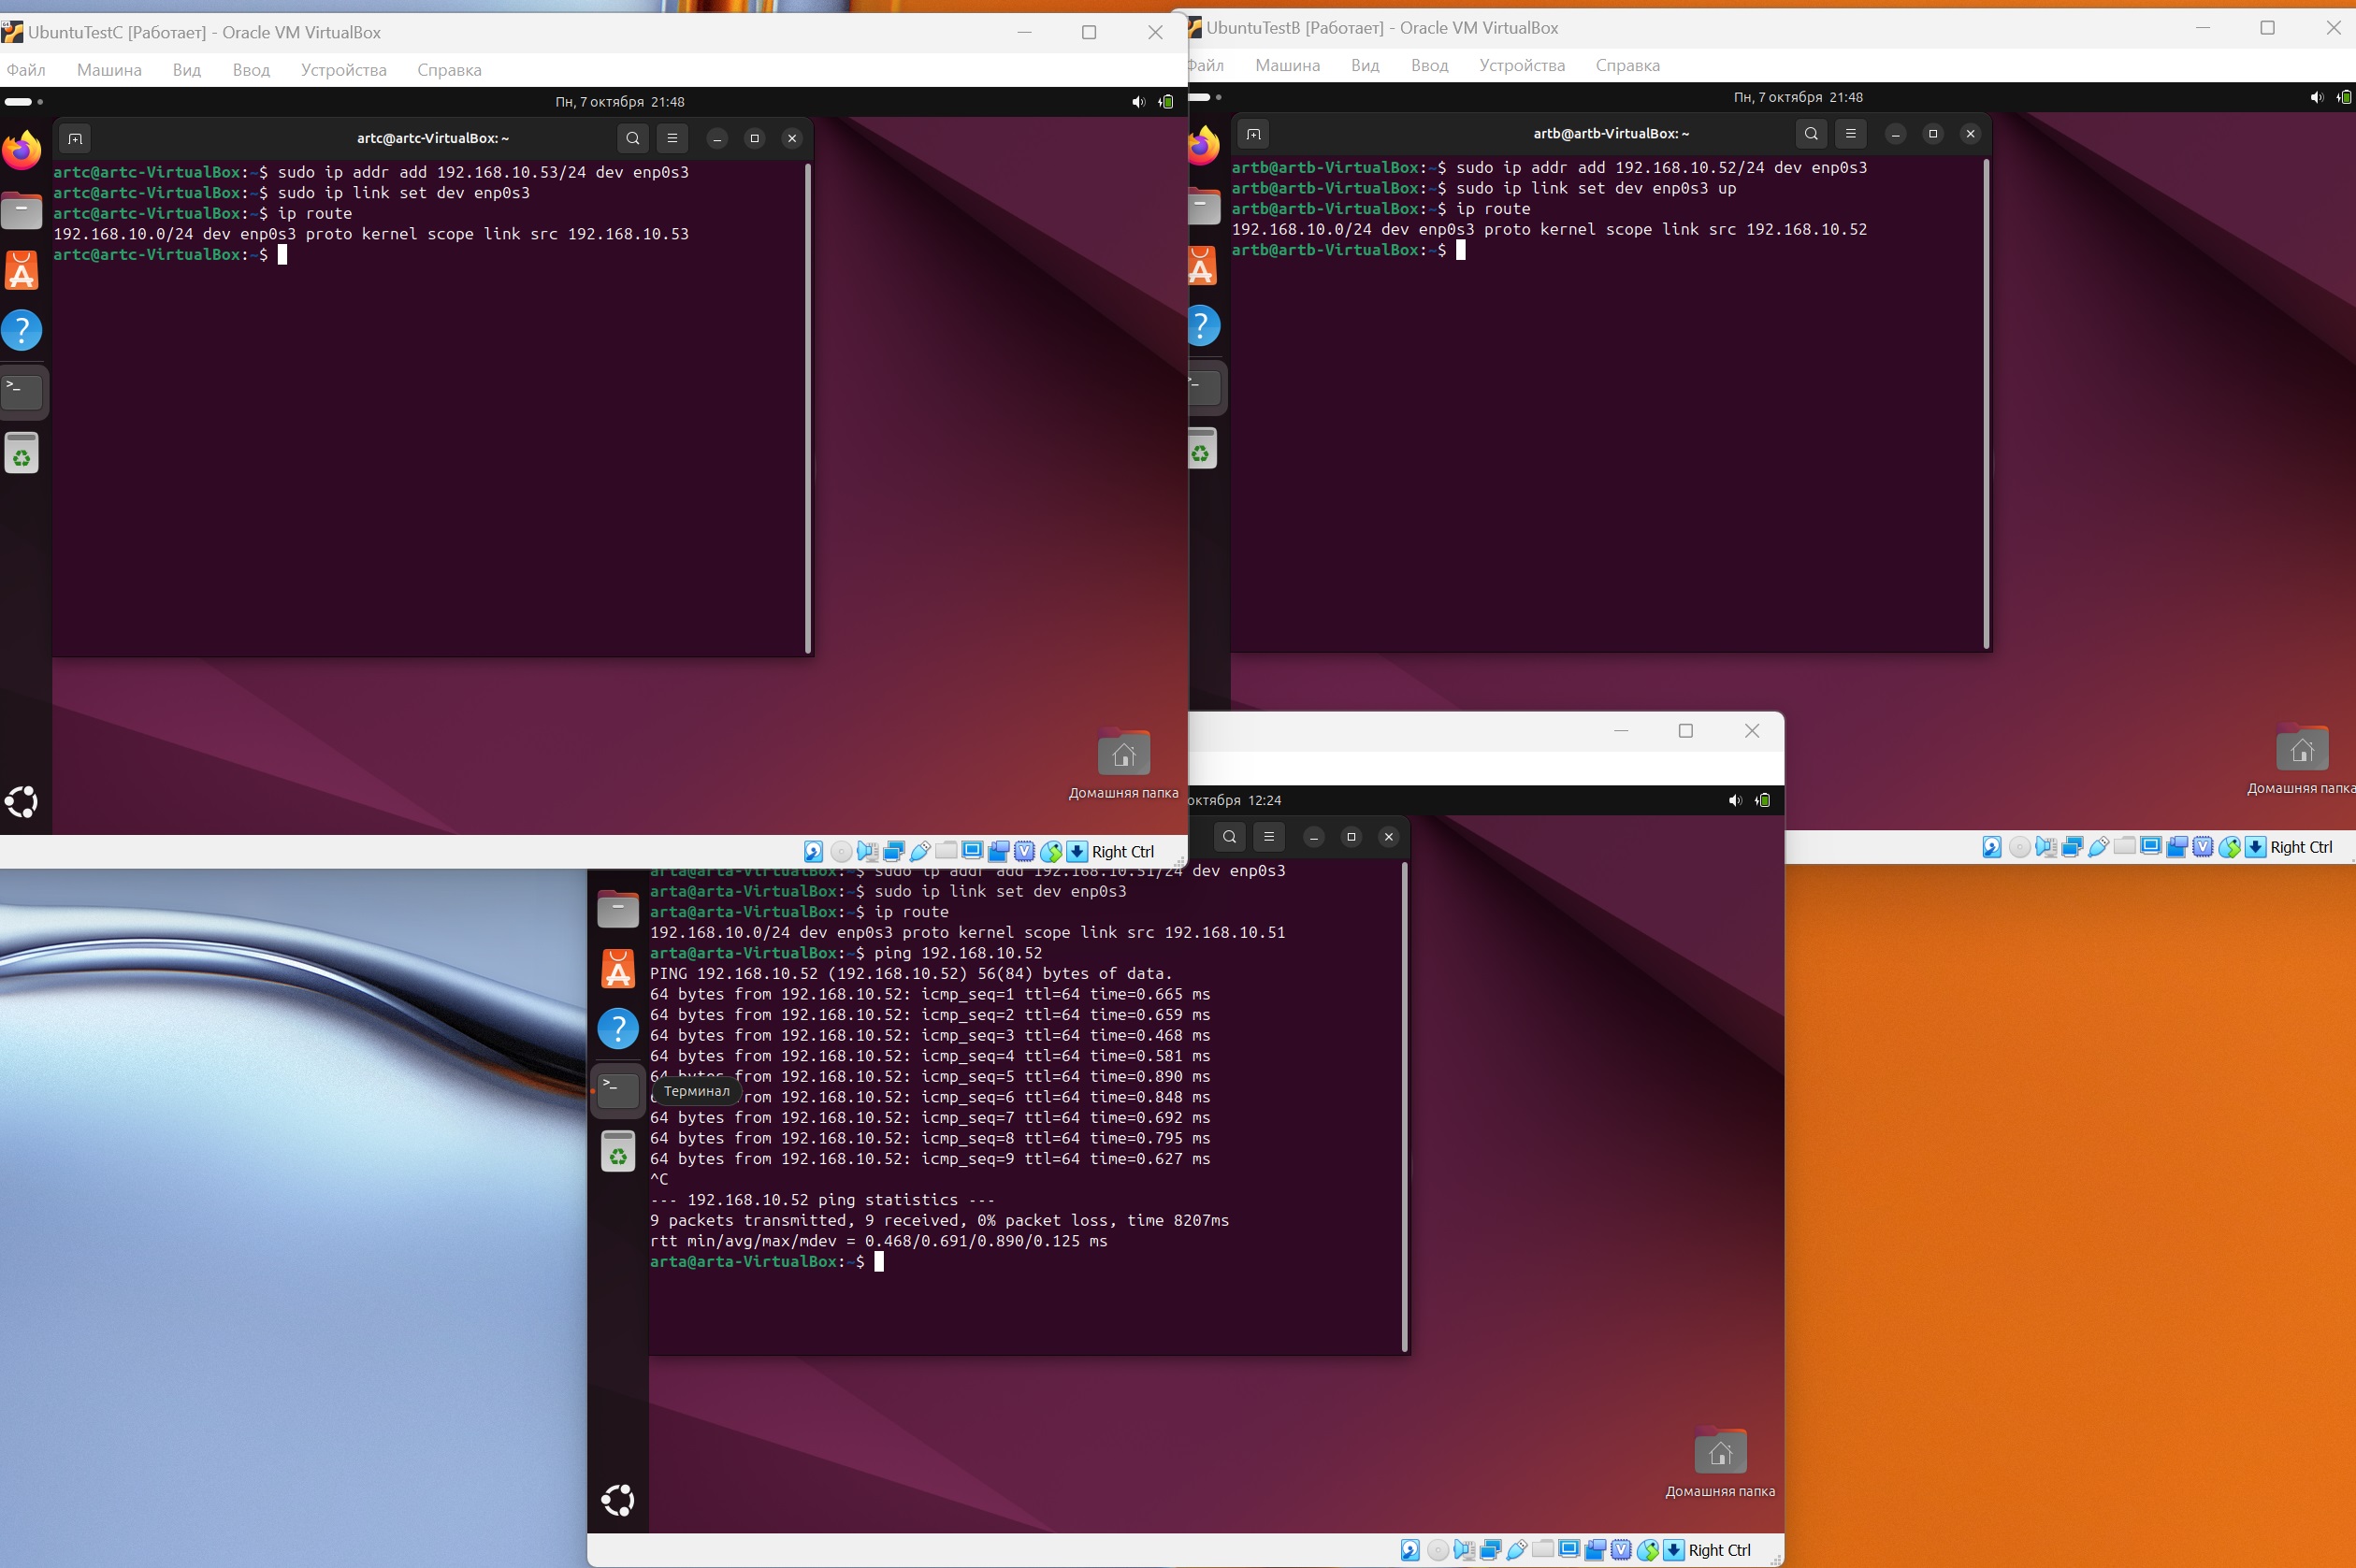 UbuntuTestC [Работает] - Oracle VM VirtualBox
Файл Машина Вид Ввод Устройства Справка
Пн, 7 октября 21:48
artc@artc-VirtualBox: ~
artc@artc-VirtualBox:~$ sudo ip addr add 192.168.10.53/24 dev enp0s3
artc@artc-VirtualBox:~$ sudo ip link set dev enp0s3
artc@artc-VirtualBox:~$ ip route
192.168.10.0/24 dev enp0s3 proto kernel scope link src 192.168.10.53
artc@artc-VirtualBox:~$
Домашняя папка
Right Ctrl
UbuntuTestB [Работает] - Oracle VM VirtualBox
Файл Машина Вид Ввод Устройства Справка
Пн, 7 октября 21:48
artb@artb-VirtualBox: ~
artb@artb-VirtualBox:~$ sudo ip addr add 192.168.10.52/24 dev enp0s3
artb@artb-VirtualBox:~$ sudo ip link set dev enp0s3 up
artb@artb-VirtualBox:~$ ip route
192.168.10.0/24 dev enp0s3 proto kernel scope link src 192.168.10.52
artb@artb-VirtualBox:~$
Домашняя папка
Right Ctrl
октября 12:24
arta@arta-VirtualBox:~$ sudo ip addr add 192.168.10.51/24 dev enp0s3
arta@arta-VirtualBox:~$ sudo ip link set dev enp0s3
arta@arta-VirtualBox:~$ ip route
192.168.10.0/24 dev enp0s3 proto kernel scope link src 192.168.10.51
arta@arta-VirtualBox:~$ ping 192.168.10.52
PING 192.168.10.52 (192.168.10.52) 56(84) bytes of data.
64 bytes from 192.168.10.52: icmp_seq=1 ttl=64 time=0.665 ms
64 bytes from 192.168.10.52: icmp_seq=2 ttl=64 time=0.659 ms
64 bytes from 192.168.10.52: icmp_seq=3 ttl=64 time=0.468 ms
64 bytes from 192.168.10.52: icmp_seq=4 ttl=64 time=0.581 ms
64 bytes from 192.168.10.52: icmp_seq=5 ttl=64 time=0.890 ms
Терминал
rom 192.168.10.52: icmp_seq=6 ttl=64 time=0.848 ms
64 bytes from 192.168.10.52: icmp_seq=7 ttl=64 time=0.692 ms
64 bytes from 192.168.10.52: icmp_seq=8 ttl=64 time=0.795 ms
64 bytes from 192.168.10.52: icmp_seq=9 ttl=64 time=0.627 ms
^C
--- 192.168.10.52 ping statistics ---
9 packets transmitted, 9 received, 0% packet loss, time 8207ms
rtt min/avg/max/mdev = 0.468/0.691/0.890/0.125 ms
arta@arta-VirtualBox:~$
Домашняя папка
Right Ctrl